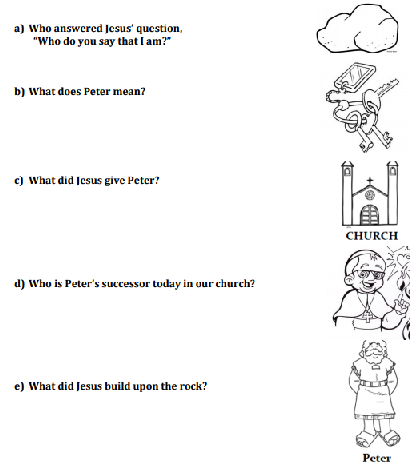 a) Who answered Jesus' question,
"Who do you say that I am?"
b) What does Peter mean?
c) What did Jesus give Peter?
CHURCH
d) Who is Peter's successor today in our church?
e) What did Jesus build upon the rock?
Peter